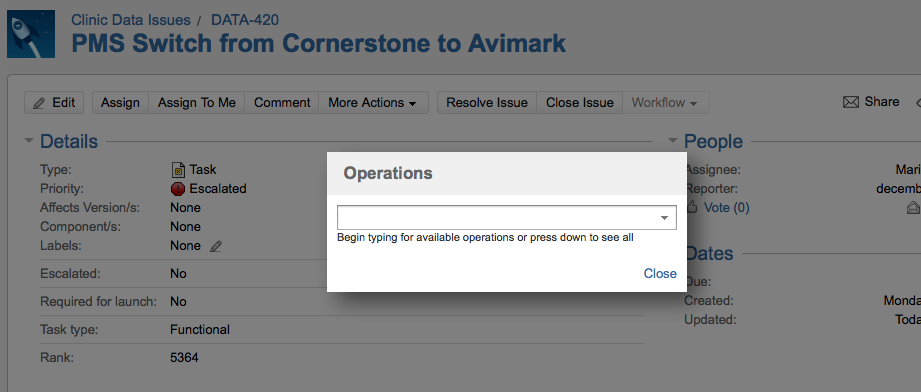 Clinic Data Issues / DATA-420
PMS Switch from Cornerstone to Avimark
Edit Assign Assign To Me Comment More Actions Resolve Issue Close Issue Workflow Share
Details
Type: Task
Priority: Escalated
Affects Version/s: None
Component/s: None
Labels: None
Escalated: No
Required for launch: No
Task type: Functional
Rank: 5364
Operations
Begin typing for available operations or press down to see all
Close
People
Assignee: Mari
Reporter: decemb
Vote (0)
Dates
Due:
Created: Monda
Updated: Toda